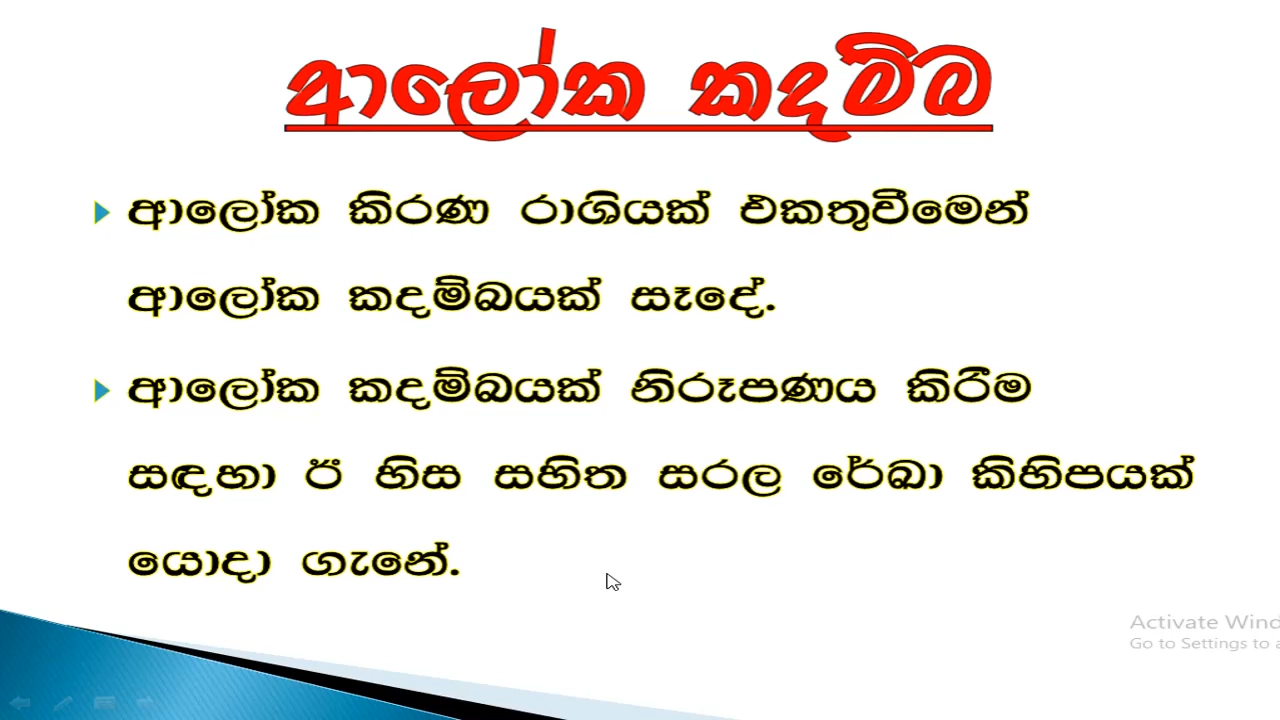 ආලෝක කදම්බ
ආලෝක කිරණ රාශියක් එකතුවීමෙන්
ආලෝක කදම්බයක් සෑදේ.
ආලෝක කදම්බයක් නිරූපණය කිරීම
සඳහා ඊ හිස සහිත සරල රේඛා කිහිපයක්
යොදා ගැනේ.
Activate Wind
Go to Settings to a